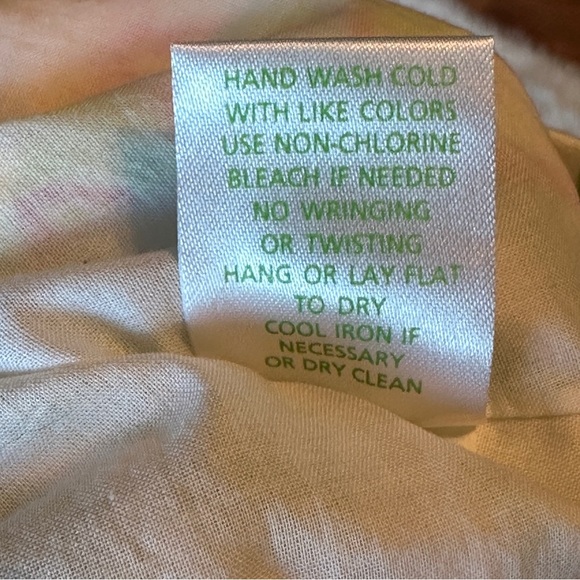 HAND WASH COLD
WITH LIKE COLORS
USE NON-CHLORINE
BLEACH IF NEEDED
NO WRINGING
OR TWISTING
HANG OR LAY FLAT
TO DRY
COOL IRON IF
NECESSARY
OR DRY CLEAN